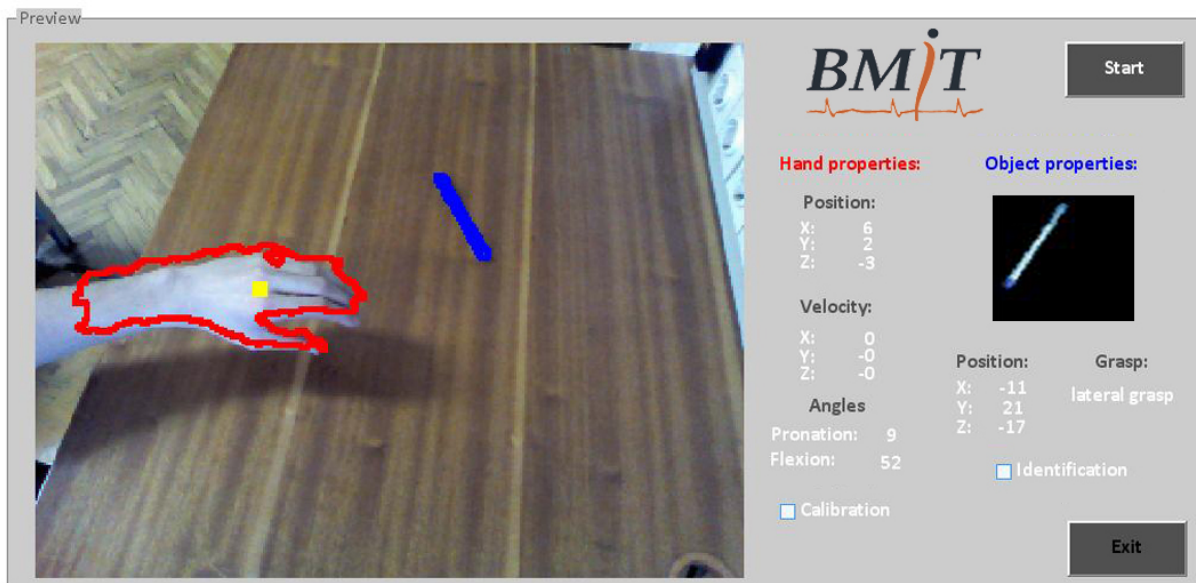 Preview
BMiT
Start
Hand properties:
Object properties:
Position:
X: 6
Y: 2
Z: -3
Velocity:
X: 0
Y: -0
Z: -0
Angles
Pronation: 9
Flexion: 52
Calibration
Position:
X: -11
Y: 21
Z: -17
Grasp:
lateral grasp
Identification
Exit